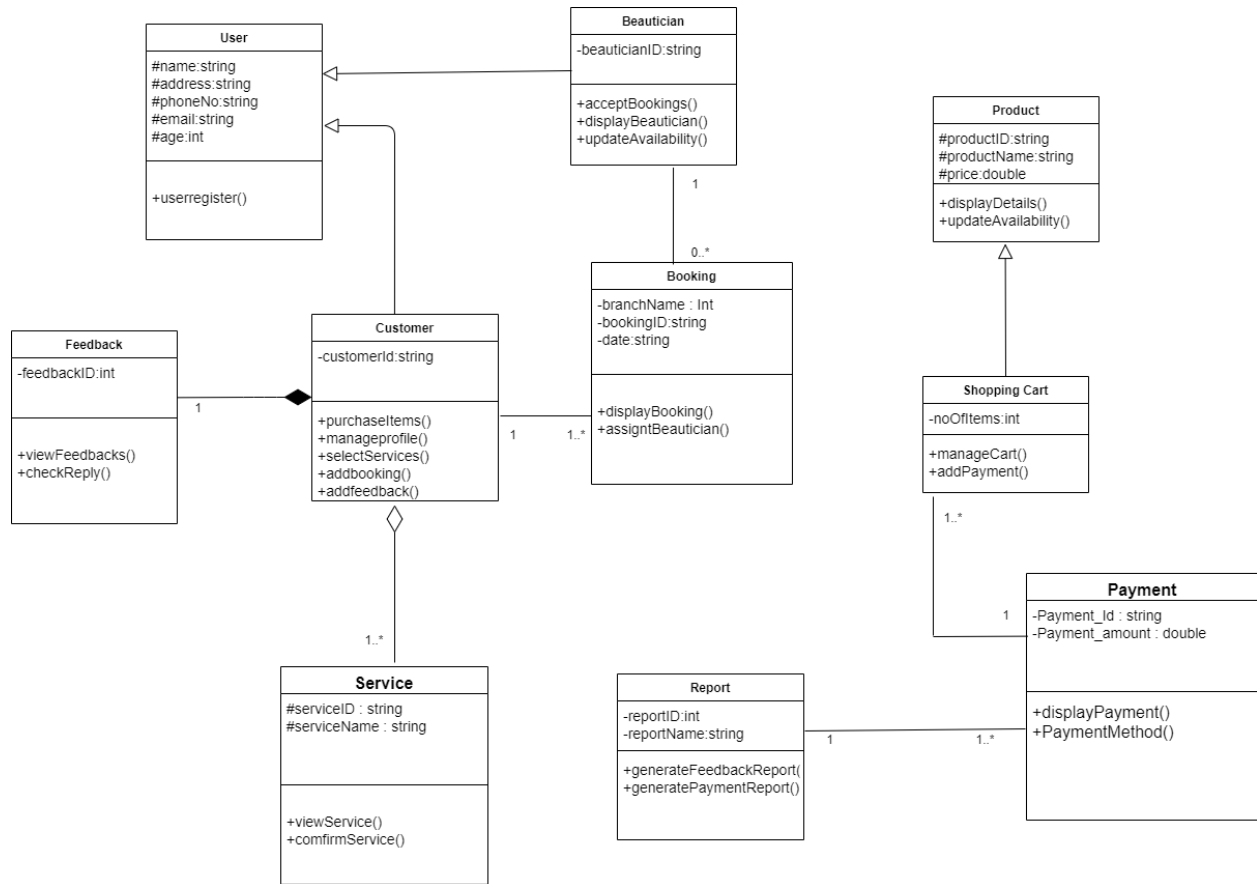 User
#name:string
#address:string
#phoneNo:string
#email:string
#age:int
+userregister()
Beautician
-beauticianID:string
+acceptBookings()
+displayBeautician()
+updateAvailability()
1
0..*
Product
#productID:string
#productName:string
#price:double
+displayDetails()
+updateAvailability()
Booking
-branchName : Int
-bookingID:string
-date:string
+displayBooking()
+assigntBeautician()
Feedback
-feedbackID:int
+viewFeedbacks()
+checkReply()
1
Customer
-customerId:string
+purchaseItems()
+manageprofile()
+selectServices()
+addbooking()
+addfeedback()
1
1..*
Shopping Cart
-noOfItems:int
+manageCart()
+addPayment()
1..*
1
1..*
Service
#serviceID : string
#serviceName : string
+viewService()
+comfirmService()
Report
-reportID:int
-reportName:string
+generateFeedbackReport(
+generatePaymentReport()
1
1..*
Payment
-Payment_Id : string
-Payment_amount : double
+displayPayment()
+PaymentMethod()